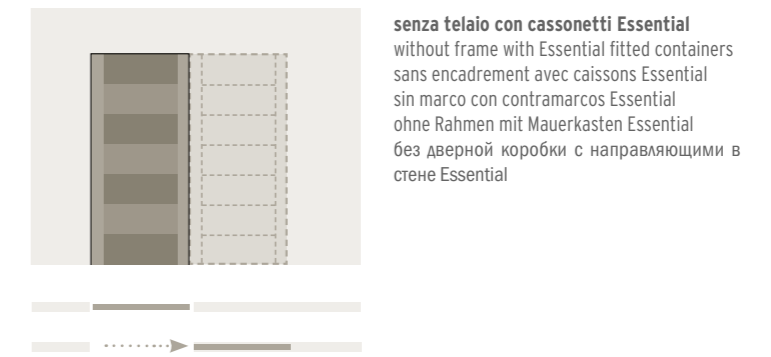 senza telaio con cassonetti Essential
without frame with Essential fitted containers
sans encadrement avec caissons Essential
sin marco con contramarcos Essential
ohne Rahmen mit Mauerkasten Essential
без дверной коробки с направляющими в
стене Essential